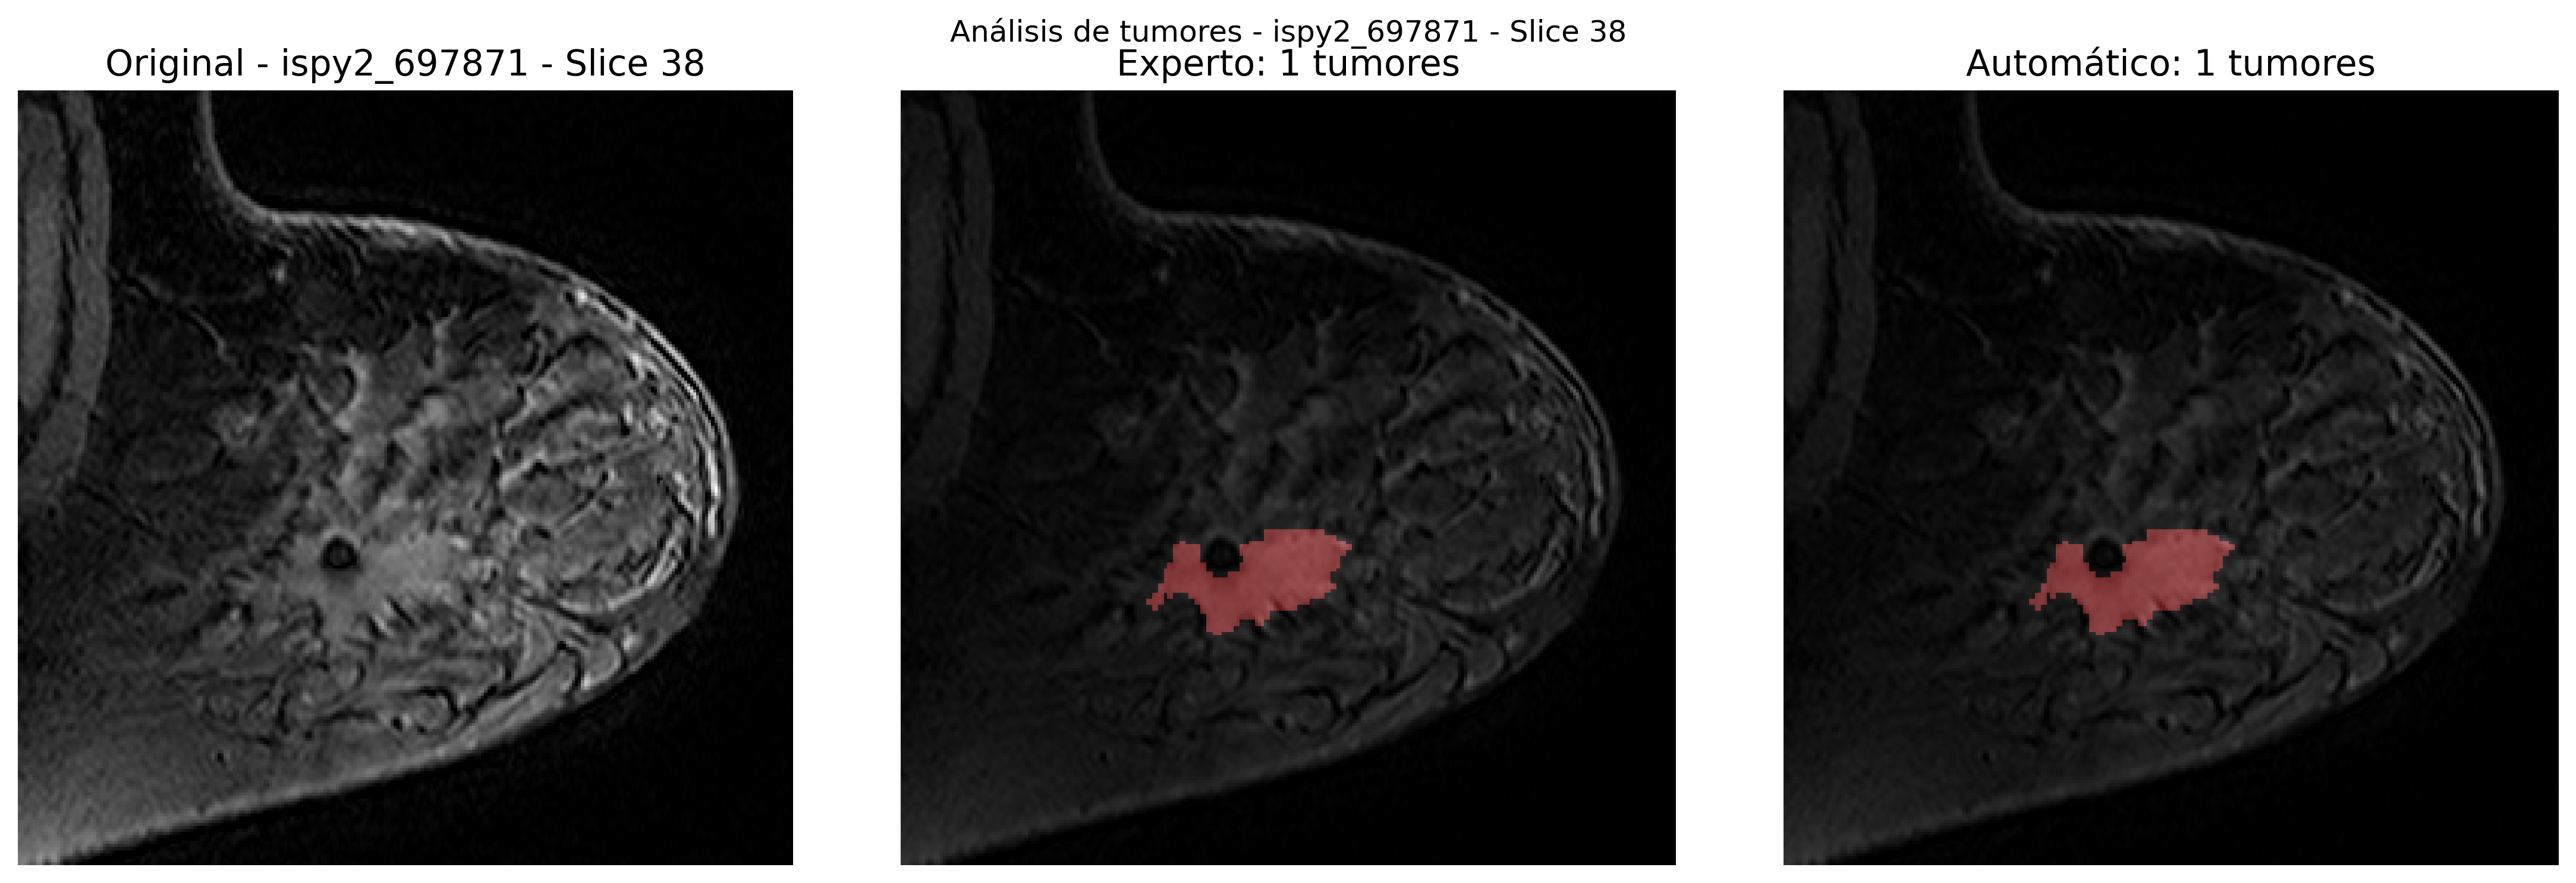 Análisis de tumores - ispy2_697871 - Slice 38
Original - ispy2_697871 - Slice 38
Experto: 1 tumores
Automático: 1 tumores